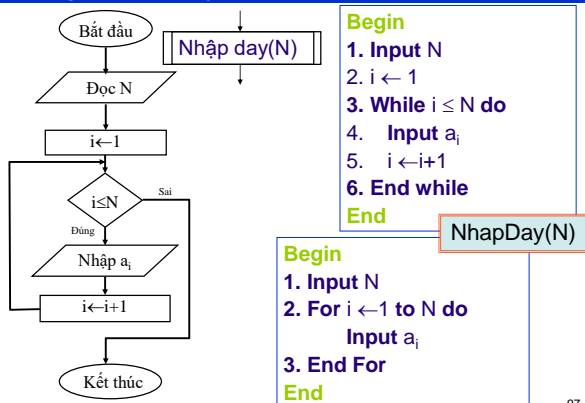 Bắt đầu
Đọc N
i←1
i≤N
Sai
Đúng
Nhập aᵢ
i←i+1
Kết thúc
Nhập day(N)
Begin
1. Input N
2. i ← 1
3. While i ≤ N do
4. Input aᵢ
5. i ←i+1
6. End while
End
NhapDay(N)
Begin
1. Input N
2. For i ←1 to N do
Input aᵢ
3. End For
End